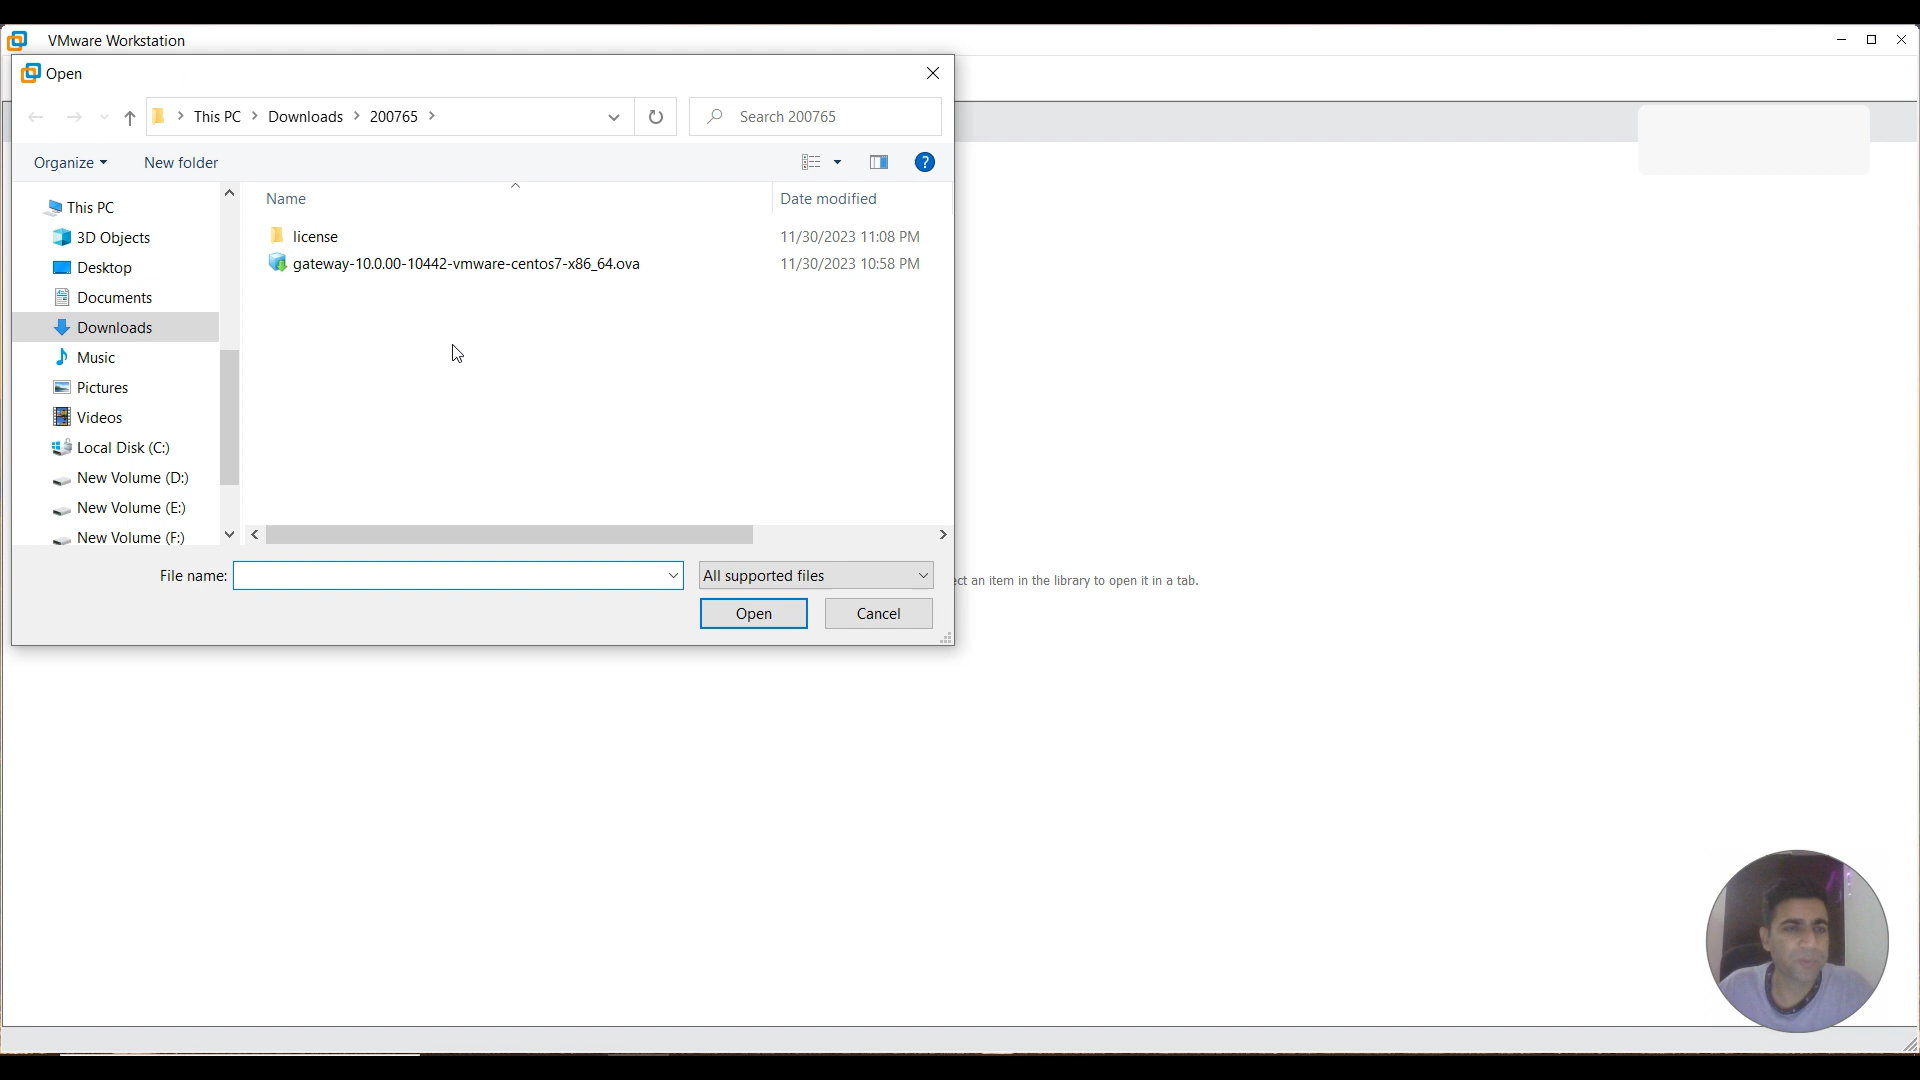 VMware Workstation
Open
This PC
Downloads
200765
Search 200765
Organize
New folder
?
Name
Date modified
This PC
3D Objects
Desktop
Documents
Downloads
Music
Pictures
Videos
Local Disk (C:)
New Volume (D:)
New Volume (E:)
New Volume (F:)
license
11/30/2023 11:08 PM
gateway-10.0.00-10442-vmware-centos7-x86_64.ova
11/30/2023 10:58 PM
File name:
All supported files
Open
Cancel
ect an item in the library to open it in a tab.